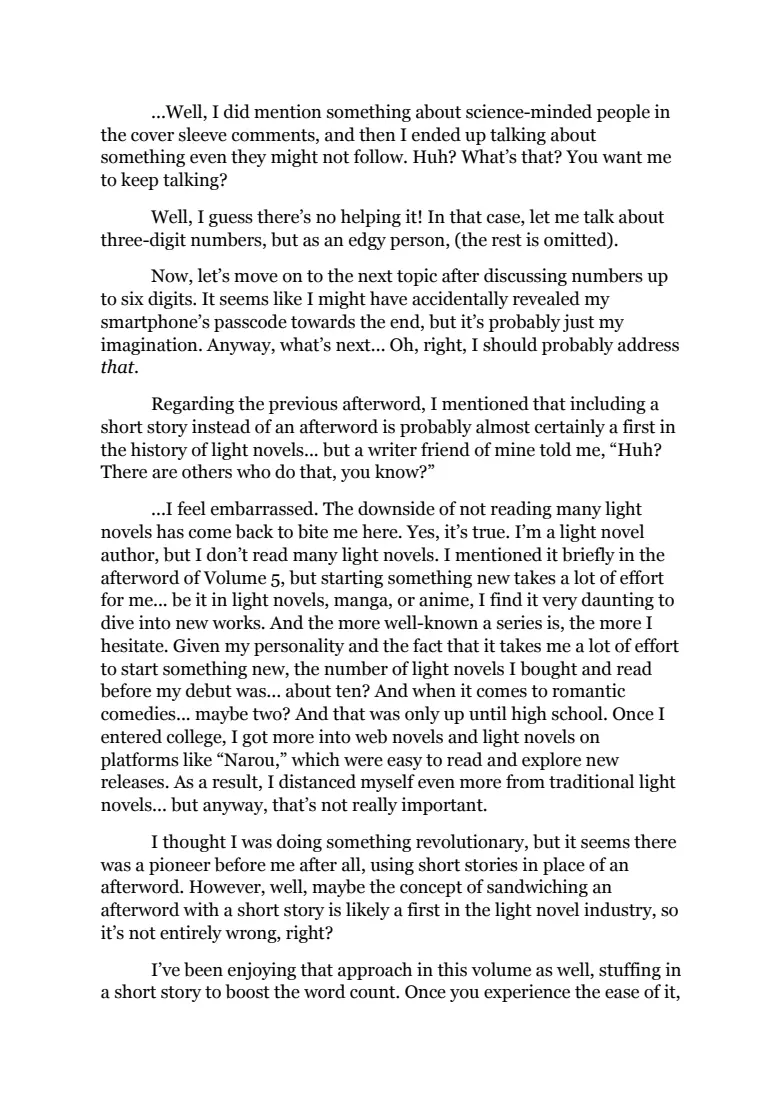 ...Well, I did mention something about science-minded people in
the cover sleeve comments, and then I ended up talking about
something even they might not follow. Huh? What’s that? You want me
to keep talking?
Well, I guess there’s no helping it! In that case, let me talk about
three-digit numbers, but as an edgy person, (the rest is omitted).
Now, let’s move on to the next topic after discussing numbers up
to six digits. It seems like I might have accidentally revealed my
smartphone’s passcode towards the end, but it’s probably just my
imagination. Anyway, what’s next... Oh, right, I should probably address
that.
Regarding the previous afterword, I mentioned that including a
short story instead of an afterword is probably almost certainly a first in
the history of light novels... but a writer friend of mine told me, “Huh?
There are others who do that, you know?”
...I feel embarrassed. The downside of not reading many light
novels has come back to bite me here. Yes, it’s true. I’m a light novel
author, but I don’t read many light novels. I mentioned it briefly in the
afterword of Volume 5, but starting something new takes a lot of effort
for me... be it in light novels, manga, or anime, I find it very daunting to
dive into new works. And the more well-known a series is, the more I
hesitate. Given my personality and the fact that it takes me a lot of effort
to start something new, the number of light novels I bought and read
before my debut was... about ten? And when it comes to romantic
comedies... maybe two? And that was only up until high school. Once I
entered college, I got more into web novels and light novels on
platforms like “Narou,” which were easy to read and explore new
releases. As a result, I distanced myself even more from traditional light
novels... but anyway, that’s not really important.
I thought I was doing something revolutionary, but it seems there
was a pioneer before me after all, using short stories in place of an
afterword. However, well, maybe the concept of sandwiching an
afterword with a short story is likely a first in the light novel industry, so
it’s not entirely wrong, right?
I’ve been enjoying that approach in this volume as well, stuffing in
a short story to boost the word count. Once you experience the ease of it,